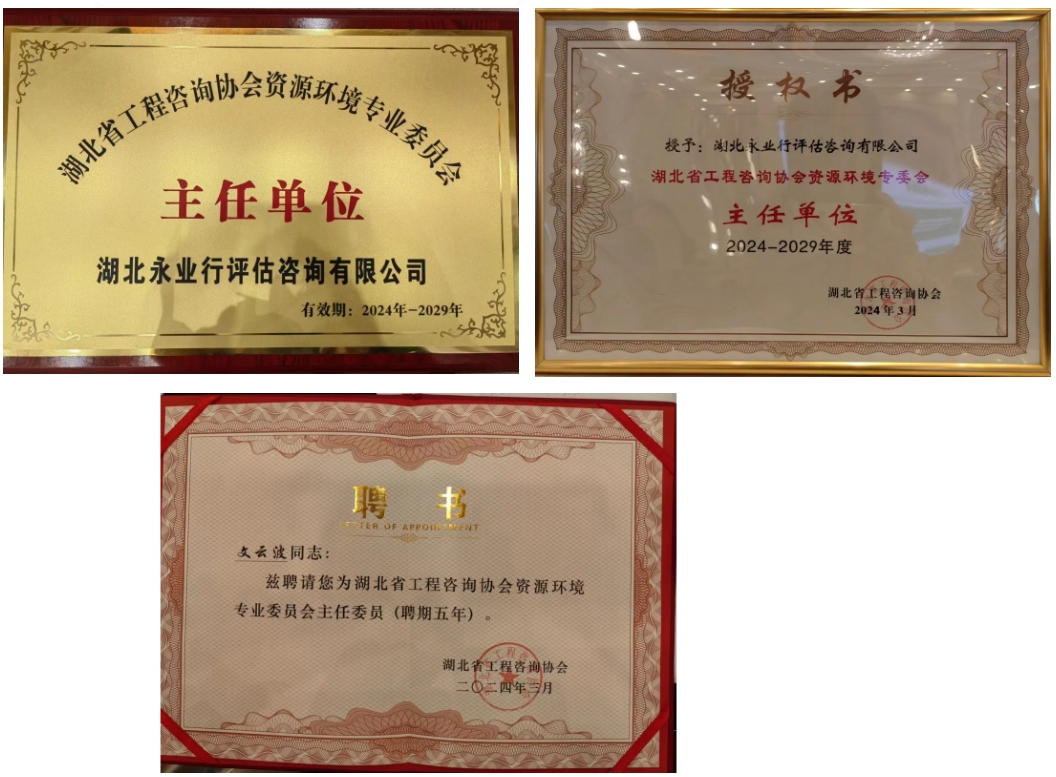 湖北省工程咨询协会资源环境专业委员会
主任单位
湖北永业行评估咨询有限公司
有效期：2024年-2029年
授权书
授予：湖北永业行评估咨询有限公司
湖北省工程咨询协会资源环境专委会
主任单位
2024-2029年度
湖北省工程咨询协会
2024年3月
聘书
LETTER OF APPOINTMENT
文云波同志：
兹聘请您为湖北省工程咨询协会资源环境
专业委员会主任委员（聘期五年）。
湖北省工程咨询协会
二〇二四年三月